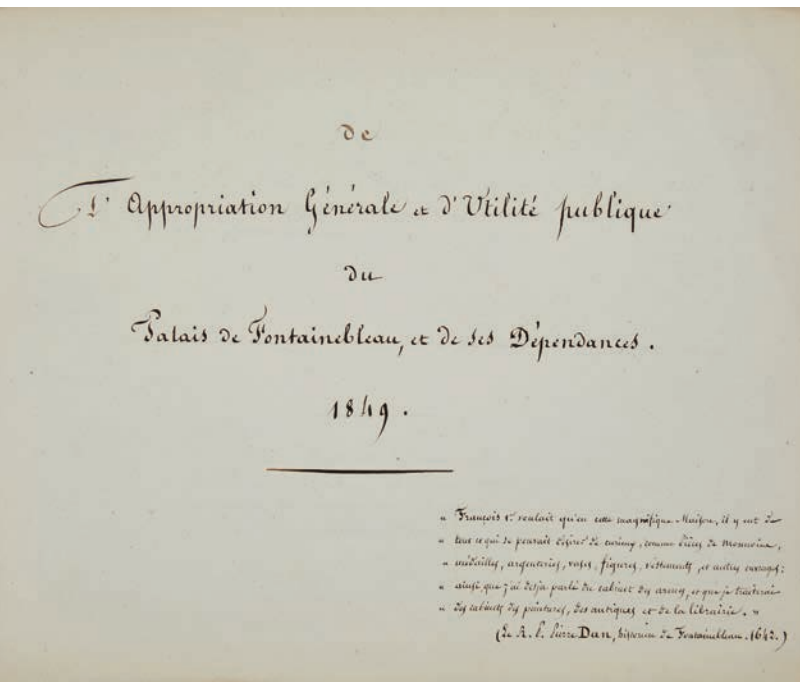 de
L'Appropriation Générale et d'Utilité publique
du
Palais de Fontainebleau, et de ses Dépendances.
1849.
" François 1er voulait qu'en cette magnifique Maison, il y eut de
" tout ce qui se pouvait désirer de curieux, comme pièces de monnoies,
" médailles, argenteries, vases, figures, vêtements, et autres ouvrages;
" ainsi que j'ai desja parlé du cabinet des armes, et que je traiterai
" des cabinets des peintures, des antiques et de la librairie. "
(Le R. P. Pierre Dan, historien de Fontainebleau. 1642.)